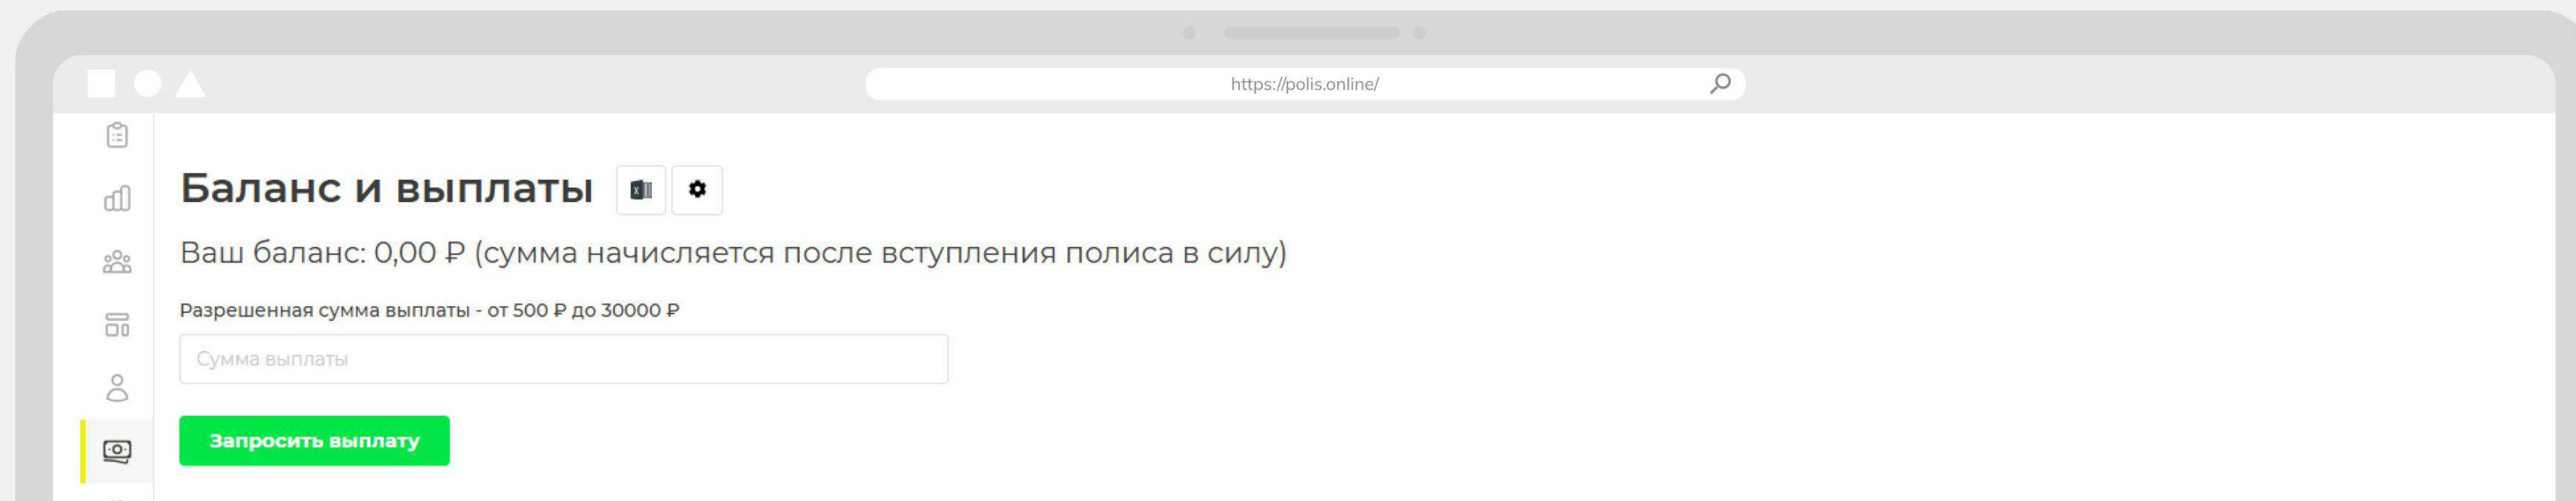 https://polis.online/
Баланс и выплаты
Ваш баланс: 0,00 ₽ (сумма начисляется после вступления полиса в силу)
Разрешенная сумма выплаты - от 500 ₽ до 30000 ₽
Сумма выплаты
Запросить выплату